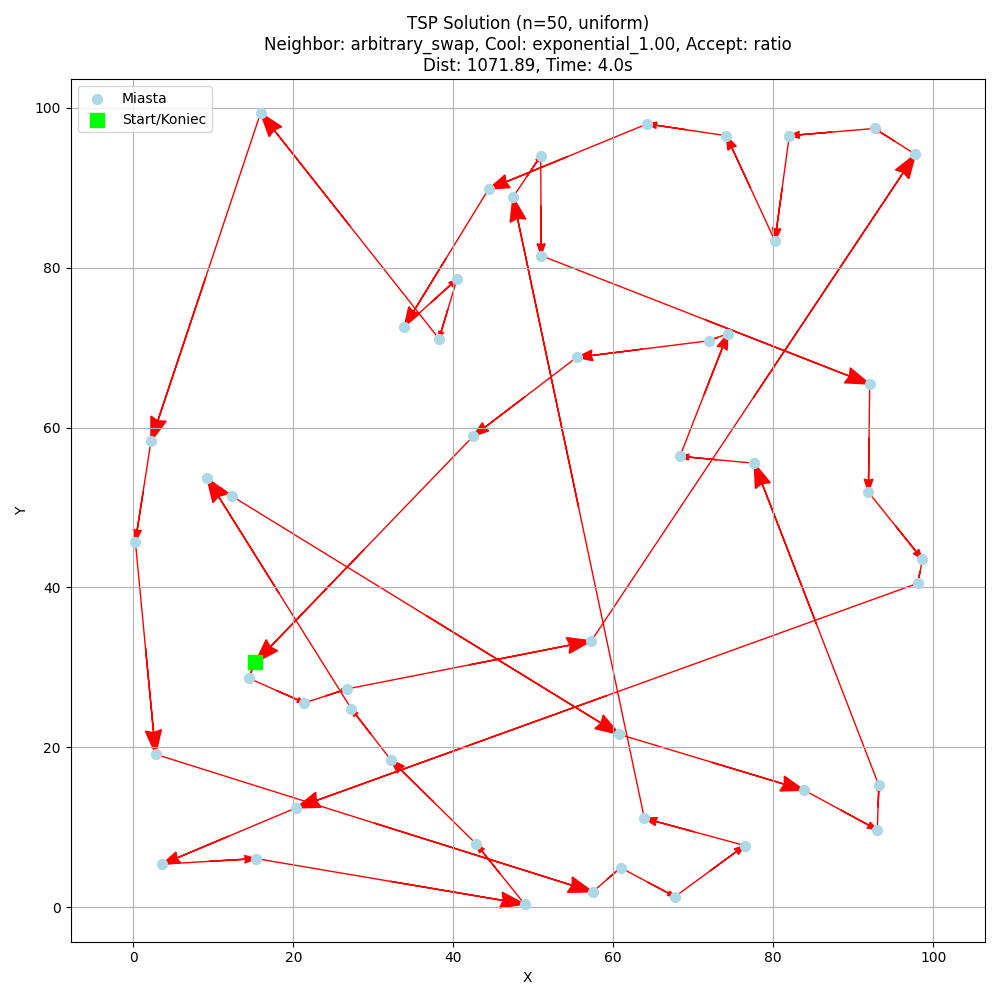 TSP Solution (n=50, uniform)
Neighbor: arbitrary_swap, Cool: exponential_1.00, Accept: ratio
Dist: 1071.89, Time: 4.0s
Miasta
Start/Koniec
100
80
60
40
20
0
Y
0 20 40 60 80 100
X